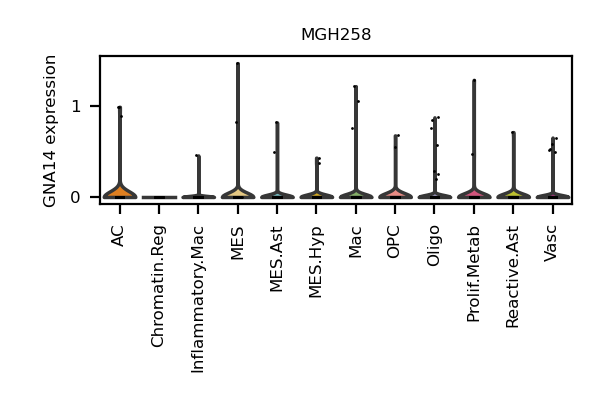 MGH258
GNA14 expression
1
0
AC
Chromatin.Reg
Inflammatory.Mac
MES
MES.Ast
MES.Hyp
Mac
OPC
Oligo
Prolif.Metab
Reactive.Ast
Vasc